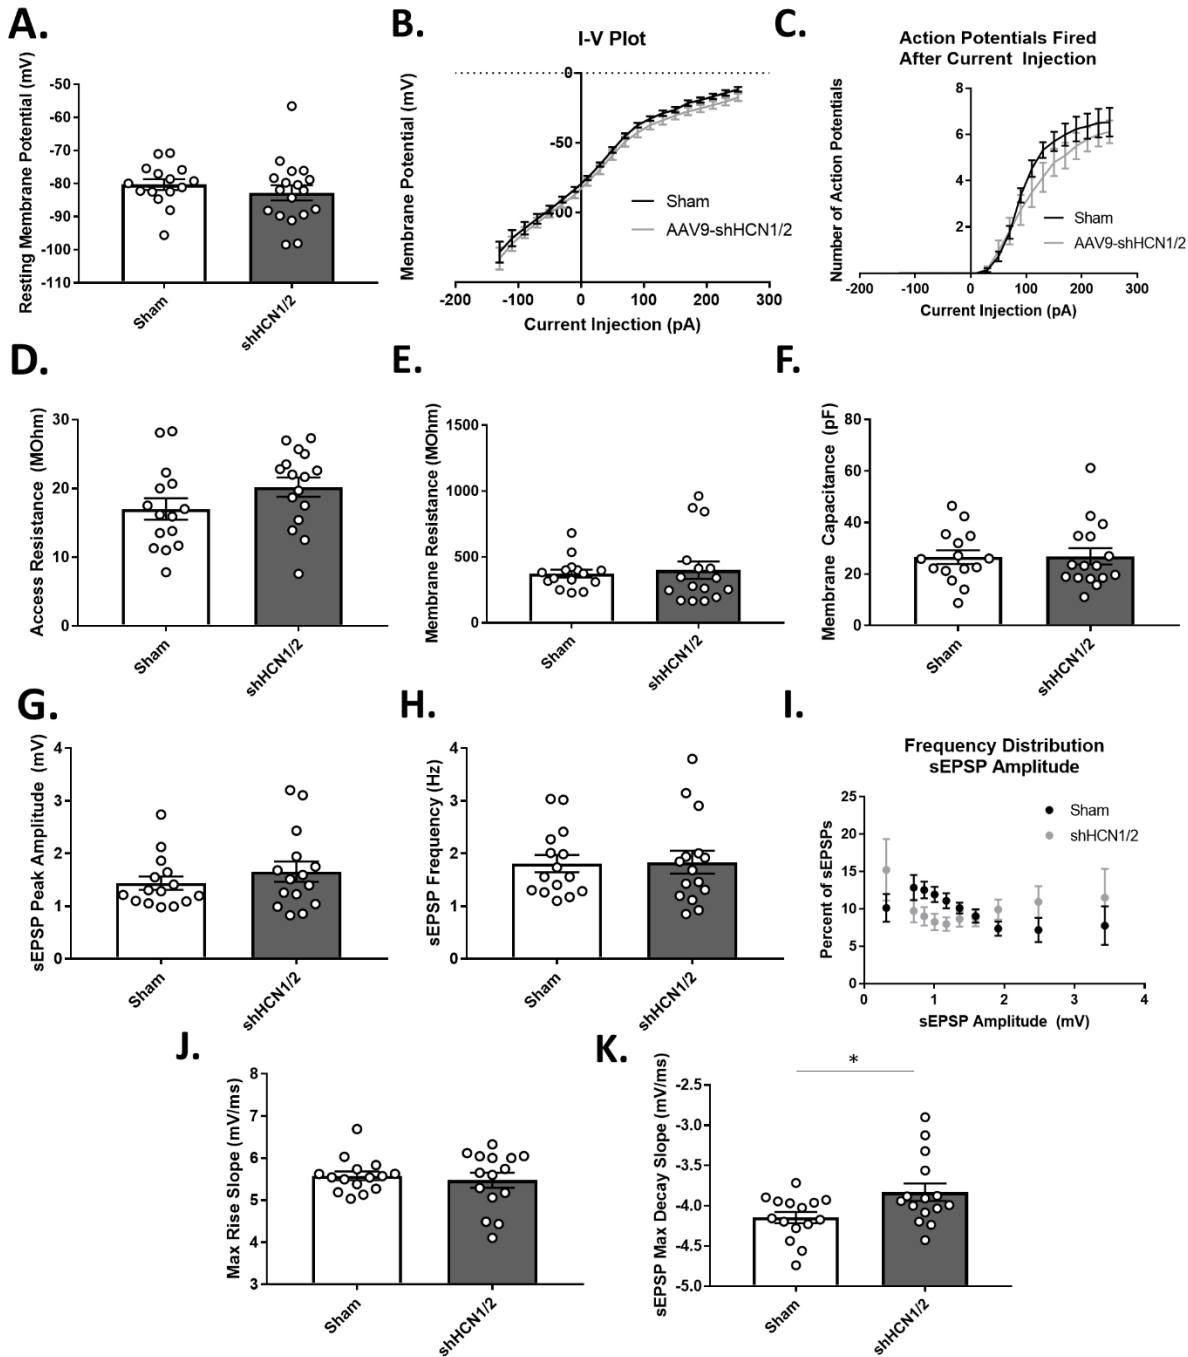 A.
Resting Membrane Potential (mV)
-50
-60
-70
-80
-90
-100
-110
Sham
shHCN1/2
B.
I-V Plot
Membrane Potential (mV)
0
-50
-200
-100
0
100
200
300
Sham
AAV9-shHCN1/2
Current Injection (pA)
C.
Action Potentials Fired
After Current Injection
Number of Action Potentials
8
6
4
2
-200
-100
0
100
200
300
Sham
AAV9-shHCN1/2
Current Injection (pA)
D.
Access Resistance (MOhm)
30
20
10
0
Sham
shHCN1/2
E.
Membrane Resistance (MOhm)
1500
1000
500
0
Sham
shHCN1/2
F.
Membrane Capacitance (pF)
80
60
40
20
0
Sham
shHCN1/2
G.
sEPSP Peak Amplitude (mV)
4
3
2
1
0
Sham
shHCN1/2
H.
sEPSP Frequency (Hz)
4
3
2
1
0
Sham
shHCN1/2
I.
Frequency Distribution
sEPSP Amplitude
Percent of sEPSPs
25
20
15
10
5
0
0
1
2
3
4
Sham
shHCN1/2
sEPSP Amplitude (mV)
J.
Max Rise Slope (mV/ms)
8
7
6
5
4
3
Sham
shHCN1/2
K.
*
sEPSP Max Decay Slope (mV/ms)
-2.5
-3.0
-3.5
-4.0
-4.5
-5.0
Sham
shHCN1/2